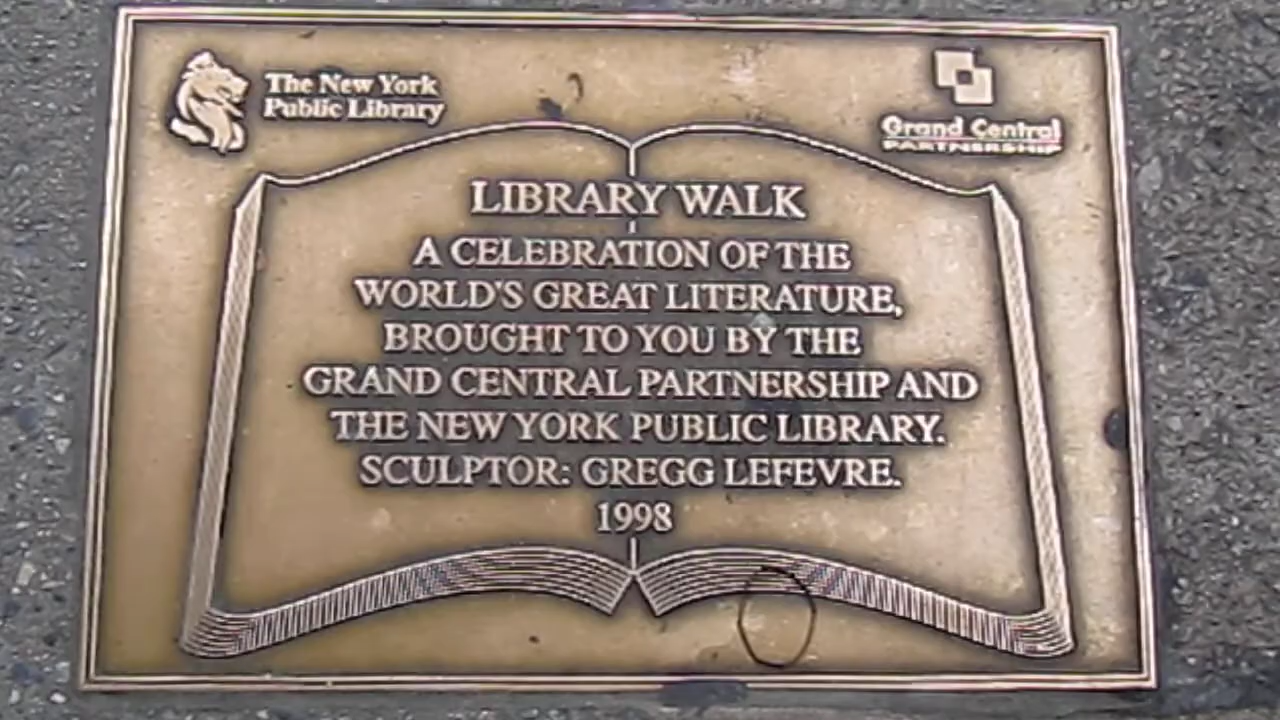 The New York
Public Library
Grand Central
PARTNERSHIP
LIBRARY WALK
A CELEBRATION OF THE
WORLD'S GREAT LITERATURE,
BROUGHT TO YOU BY THE
GRAND CENTRAL PARTNERSHIP AND
THE NEW YORK PUBLIC LIBRARY.
SCULPTOR: GREGG LEFEVRE.
1998